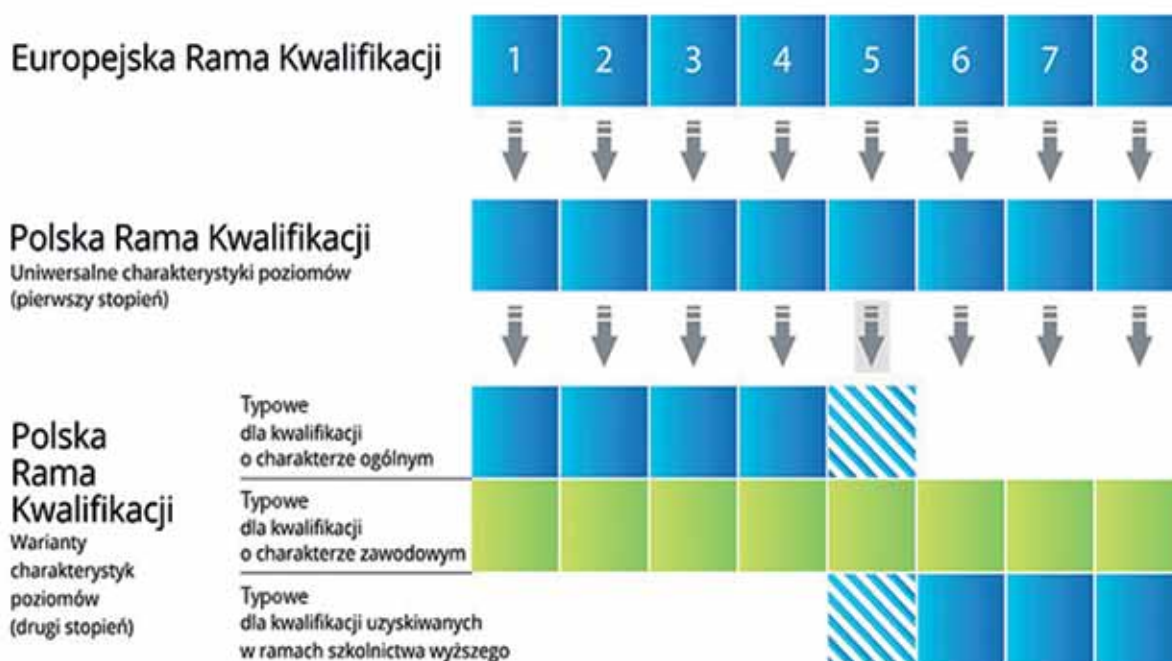 Europejska Rama Kwalifikacji
1 2 3 4 5 6 7 8
Polska Rama Kwalifikacji
Uniwersalne charakterystyki poziomów
(pierwszy stopień)
Polska
Rama
Kwalifikacji
Warianty
charakterystyk
poziomów
(drugi stopień)
Typowe
dla kwalifikacji
o charakterze ogólnym
Typowe
dla kwalifikacji
o charakterze zawodowym
Typowe
dla kwalifikacji uzyskiwanych
w ramach szkolnictwa wyższego